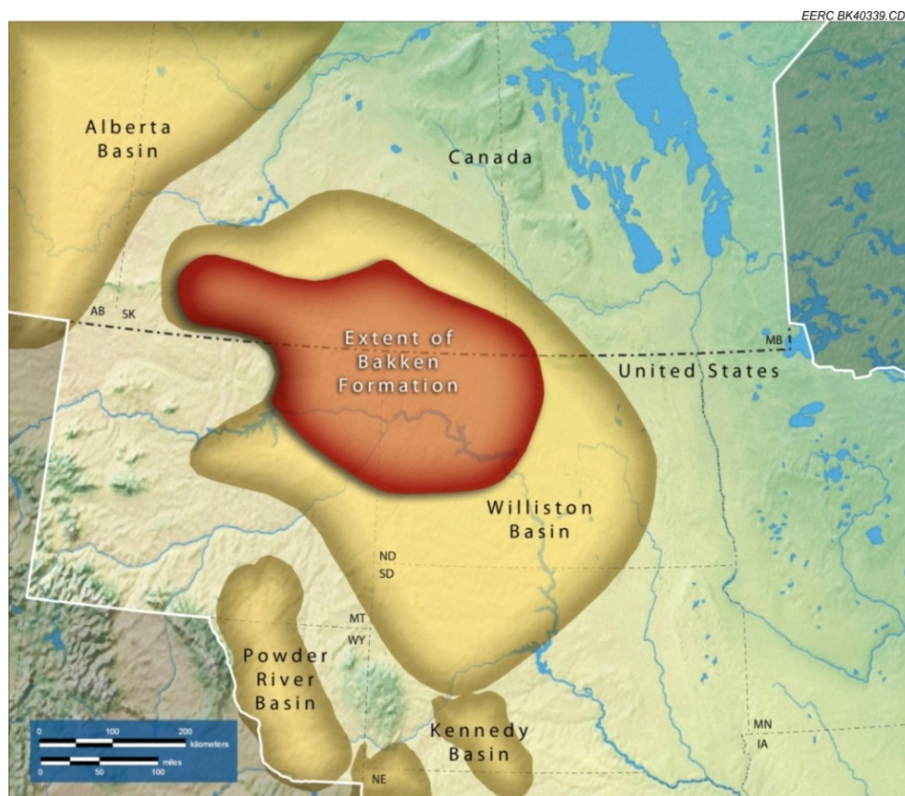 EERC BK40339.CD
Alberta
Basin
Canada
AB
SK
Extent of
Bakken
Formation
MB
United States
Williston
Basin
ND
SD
MT
WY
Powder
River
Basin
Kennedy
Basin
MN
IA
NE
0 100 200
kilometers
miles
0 50 100